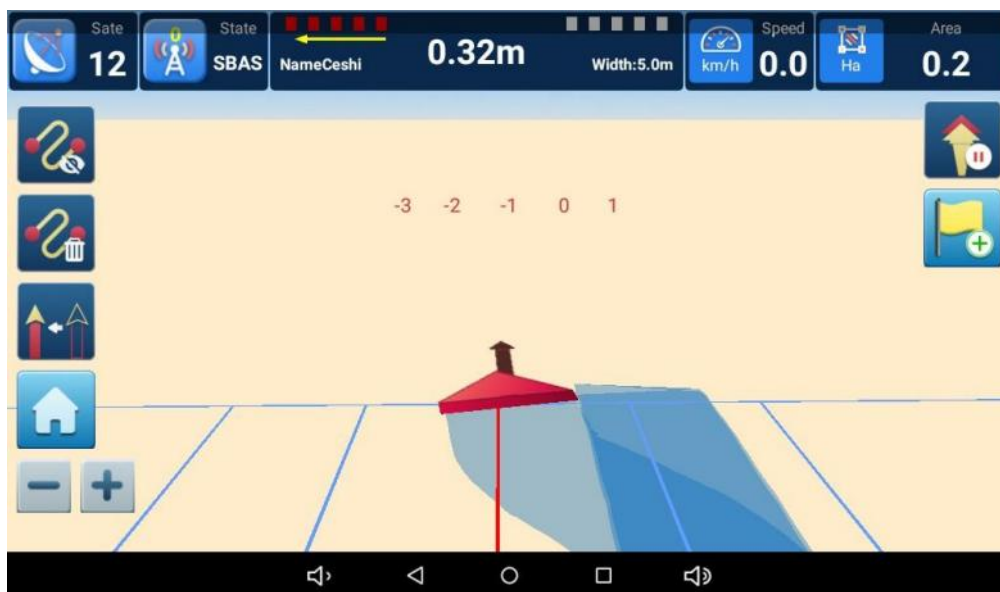 Sate
12
0
State
SBAS
NameCeshi
0.32m
Width:5.0m
km/h
Speed
0.0
Ha
Area
0.2
-3 -2 -1 0 1